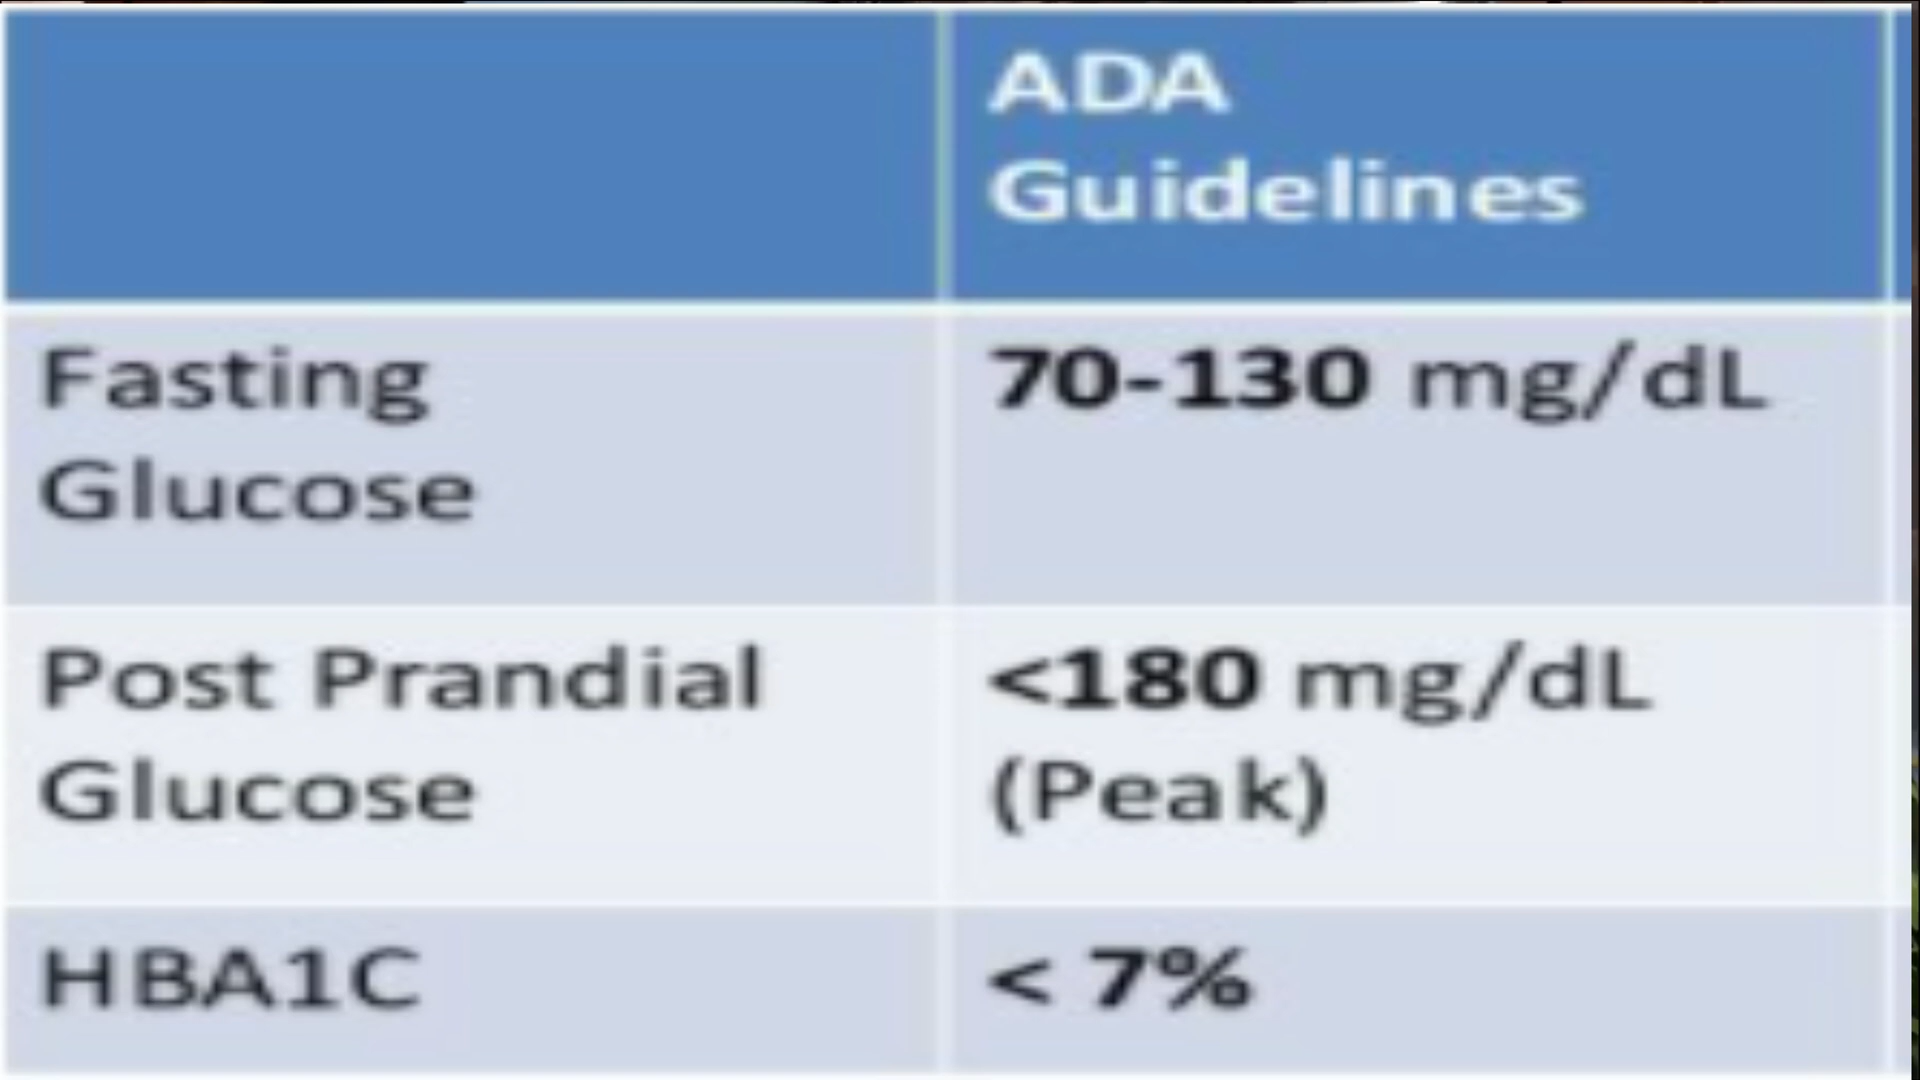 ADA
Guidelines
Fasting
Glucose
70-130 mg/dL
Post Prandial
Glucose
<180 mg/dL
(Peak)
HBA1C
< 7%